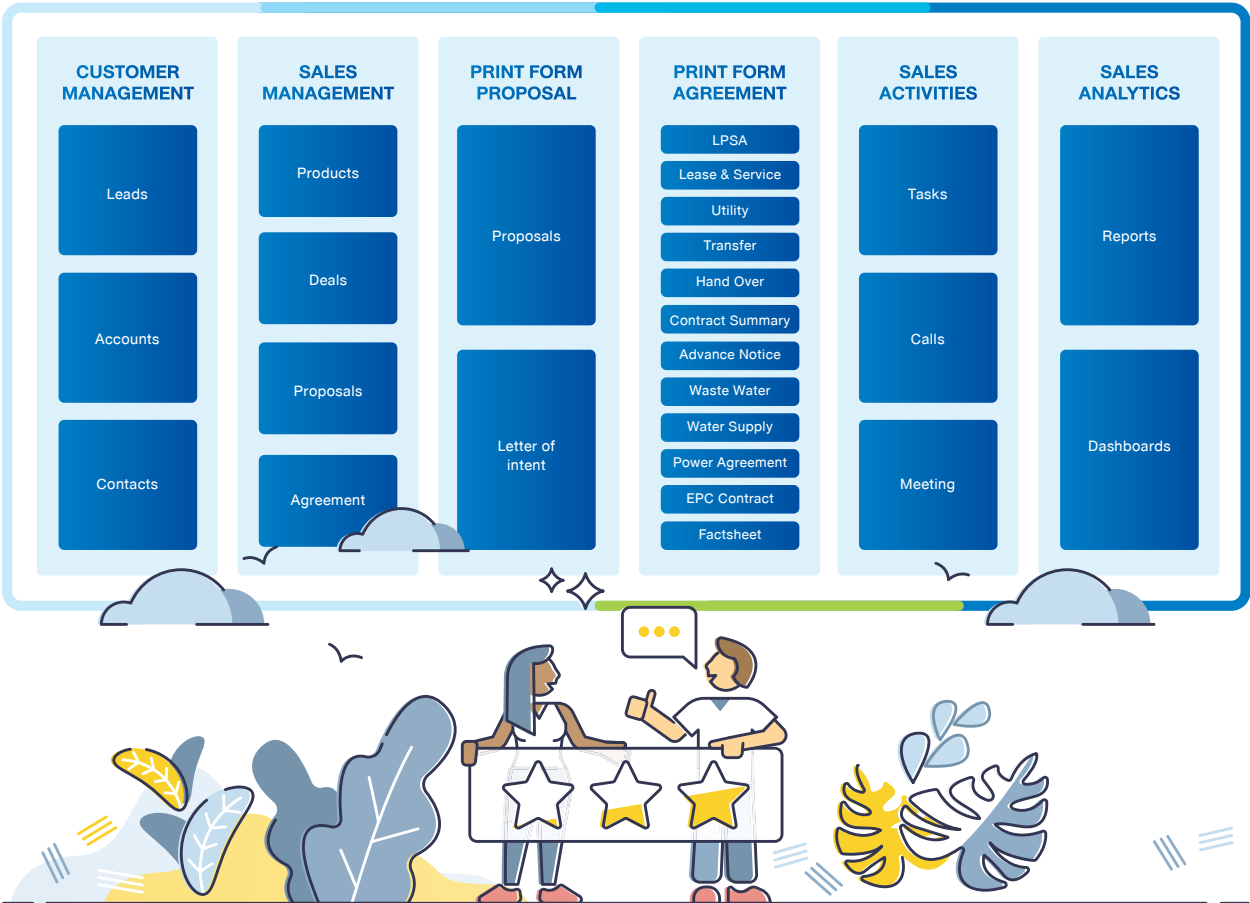 CUSTOMER
MANAGEMENT
Leads
Accounts
Contacts
SALES
MANAGEMENT
Products
Deals
Proposals
Agreement
PRINT FORM
PROPOSAL
Proposals
Letter of
intent
PRINT FORM
AGREEMENT
LPSA
Lease & Service
Utility
Transfer
Hand Over
Contract Summary
Advance Notice
Waste Water
Water Supply
Power Agreement
EPC Contract
Factsheet
SALES
ACTIVITIES
Tasks
Calls
Meeting
SALES
ANALYTICS
Reports
Dashboards